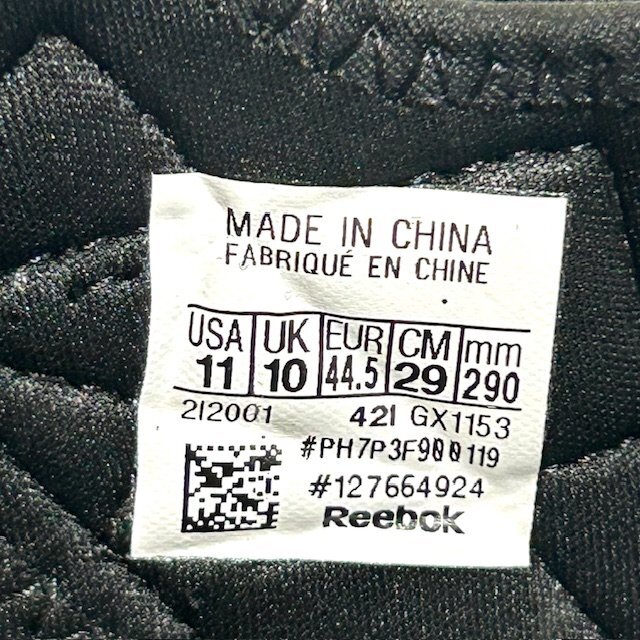 MADE IN CHINA
FABRIQUÉ EN CHINE
USA UK EUR CM mm
11 10 44.5 29 290
212001 421 GX1153
#PH7P3F900119
#127664924
Reebok